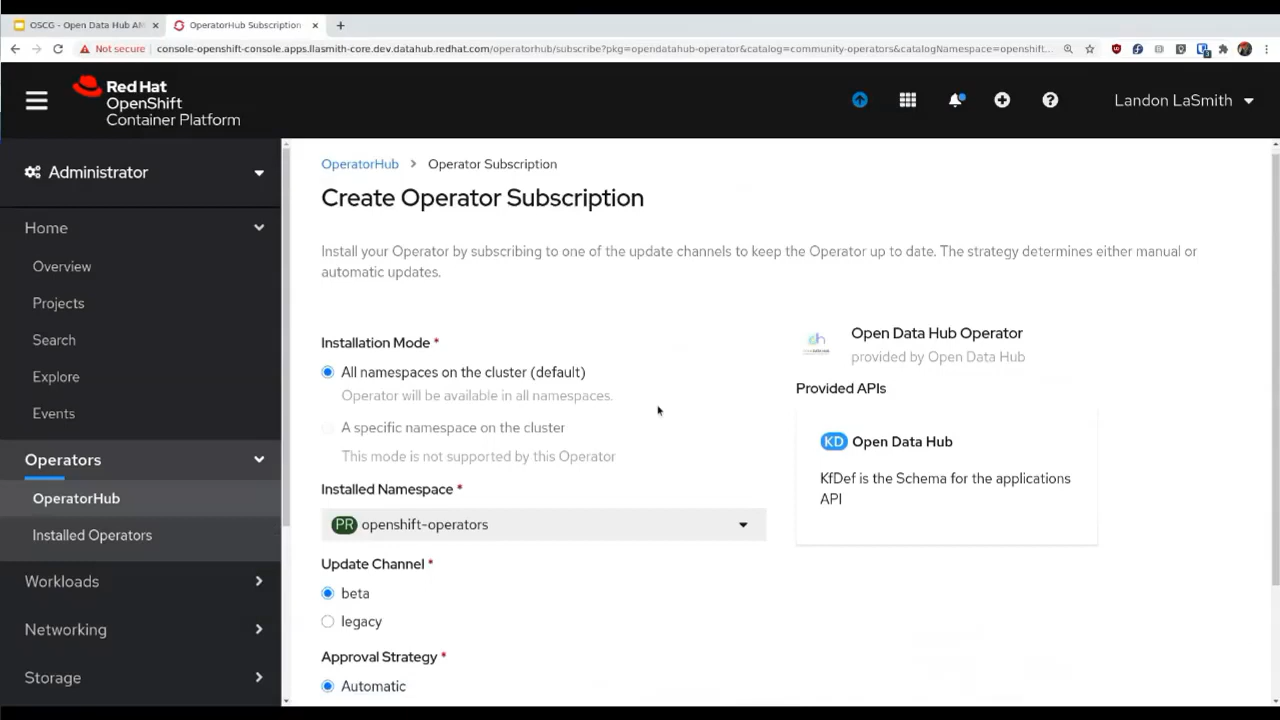 OSCG - Open Data Hub
OperatorHub Subscription
Not secure
console-openshift-console.apps.llasmith-core.dev.datahub.redhat.com/operatorhub/subscribe?pkg=opendatahub-operator&catalog=community-operators&catalogNamespace=openshift...
Red Hat
OpenShift
Container Platform
Landon LaSmith
Administrator
Home
Overview
Projects
Search
Explore
Events
Operators
OperatorHub
Installed Operators
Workloads
Networking
Storage
OperatorHub > Operator Subscription
Create Operator Subscription
Install your Operator by subscribing to one of the update channels to keep the Operator up to date. The strategy determines either manual or
automatic updates.
Installation Mode *
All namespaces on the cluster (default)
Operator will be available in all namespaces.
A specific namespace on the cluster
This mode is not supported by this Operator
Installed Namespace *
PR openshift-operators
Update Channel *
beta
legacy
Approval Strategy *
Automatic
Open Data Hub Operator
provided by Open Data Hub
Provided APIs
KD Open Data Hub
KfDef is the Schema for the applications
API